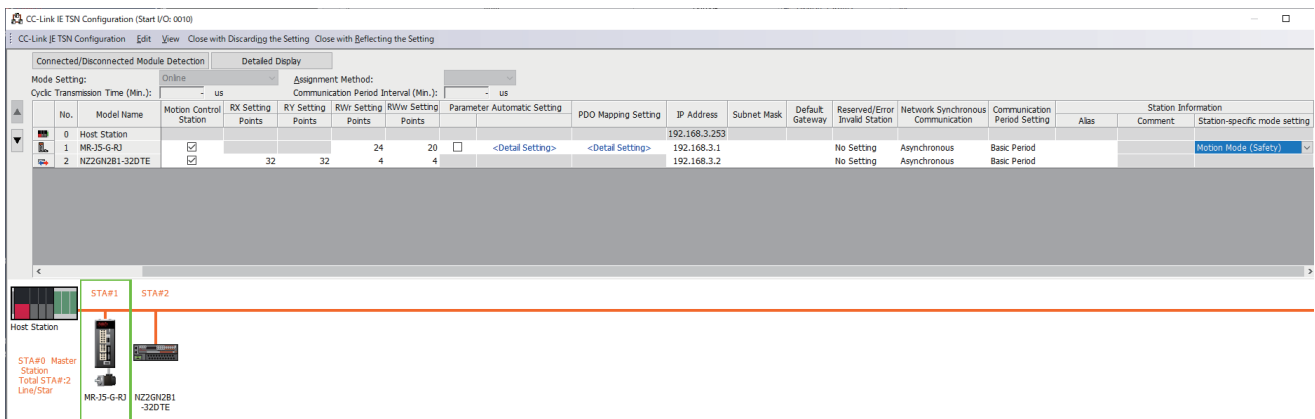 CC-Link IE TSN Configuration (Start I/O: 0010)
CC-Link IE TSN Configuration Edit View Close with Discarding the Setting Close with Reflecting the Setting
Connected/Disconnected Module Detection Detailed Display
Mode Setting: Online Assignment Method:
Cyclic Transmission Time (Min.): - us Communication Period Interval (Min.): - us
No. Model Name Motion Control Station RX Setting Points RY Setting Points RWr Setting Points RWw Setting Points Parameter Automatic Setting PDO Mapping Setting IP Address Subnet Mask Default Gateway Reserved/Error Invalid Station Network Synchronous Communication Communication Period Setting Station Information Alias Comment Station-specific mode setting
0 Host Station 192.168.3.253
1 MR-J5-G-RJ 24 20 <Detail Setting> <Detail Setting> 192.168.3.1 No Setting Asynchronous Basic Period Motion Mode (Safety)
2 NZ2GN2B1-32DTE 32 32 4 4 192.168.3.2 No Setting Asynchronous Basic Period
STA#1 STA#2
Host Station
STA#0 Master
Station
Total STA#:2
Line/Star
MR-J5-G-RJ NZ2GN2B1
-32DTE